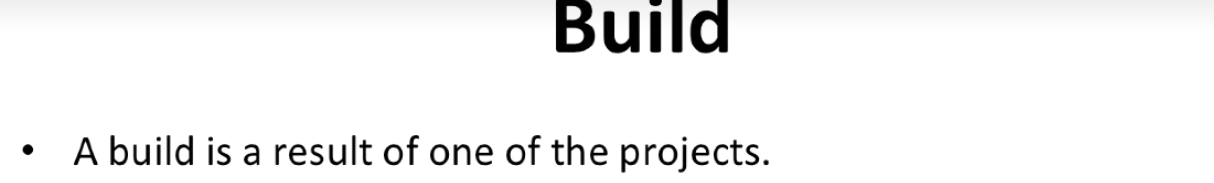 Build
• A build is a result of one of the projects.